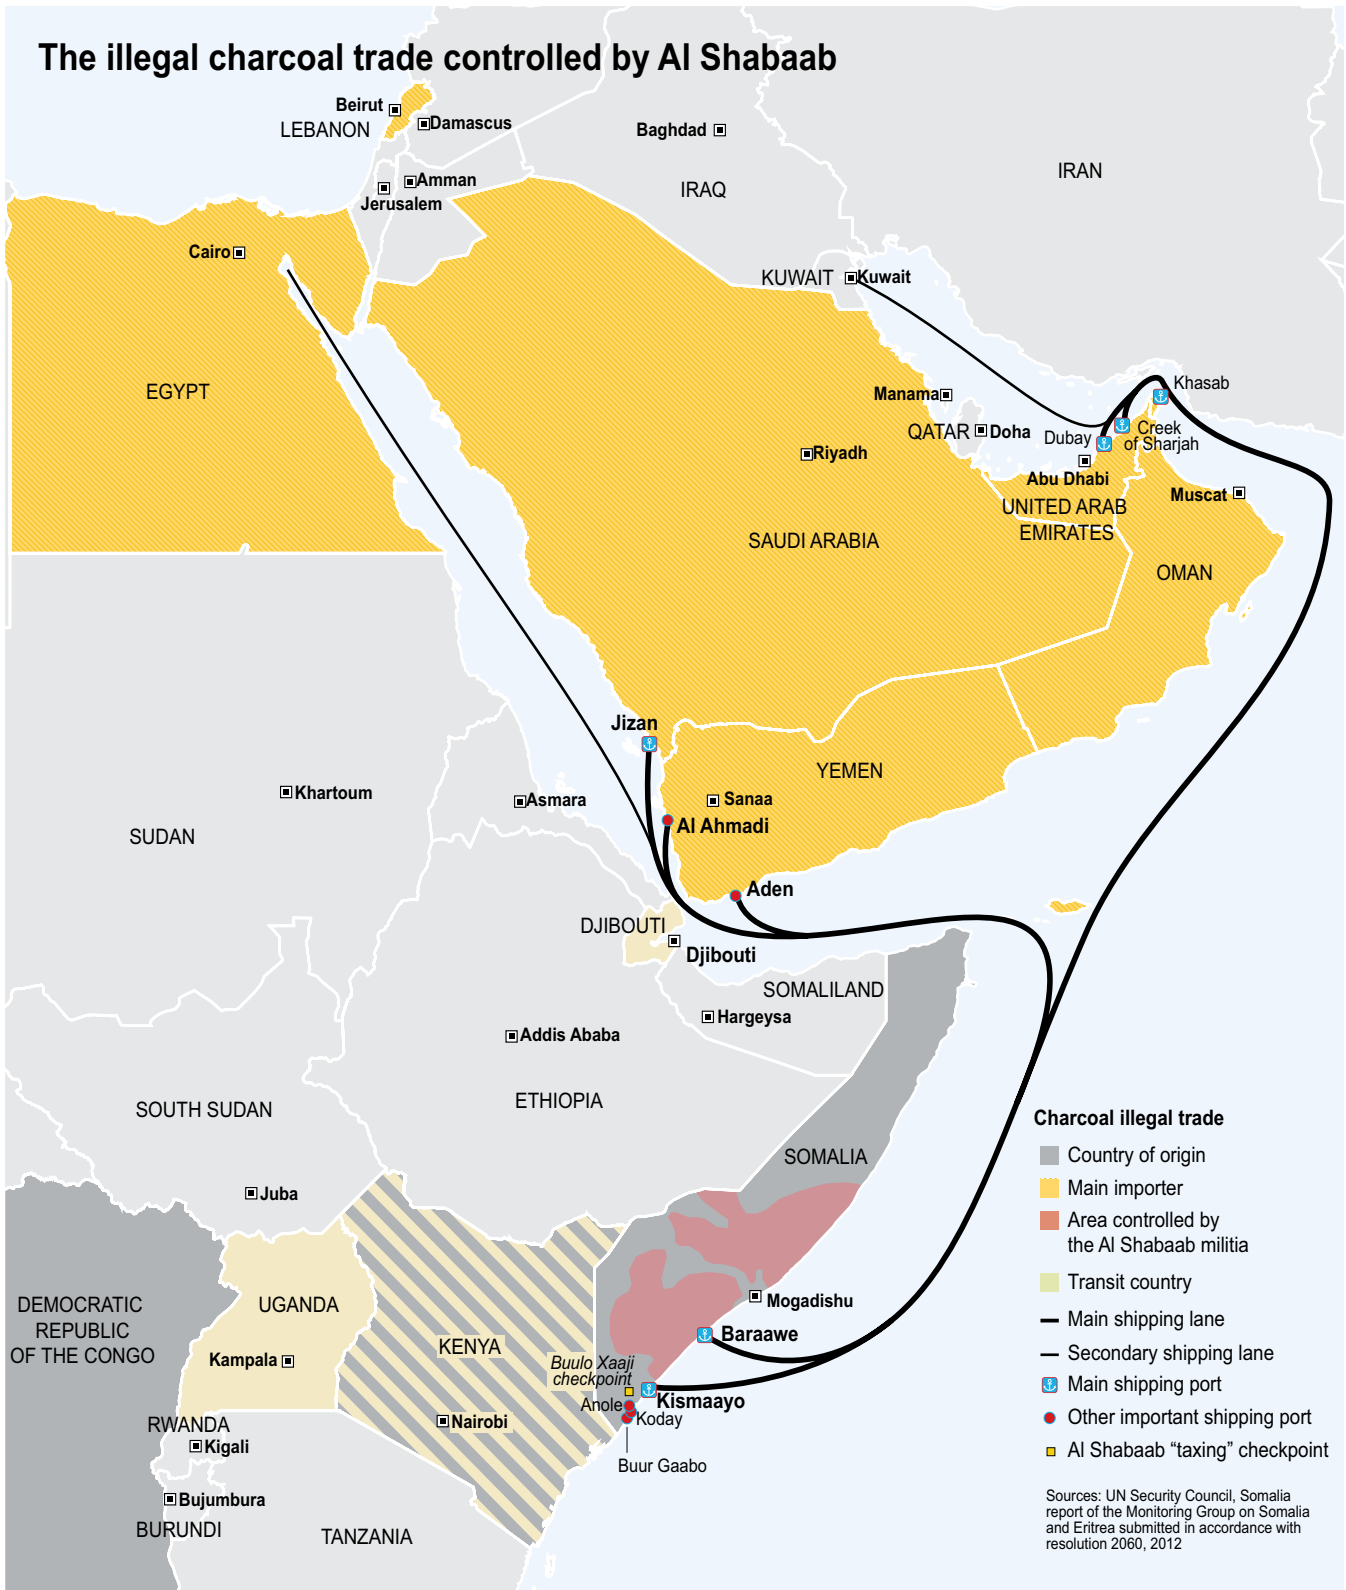 The illegal charcoal trade controlled by Al Shabaab
Beirut
LEBANON
Damascus
Baghdad
Amman
Jerusalem
IRAQ
IRAN
Cairo
KUWAIT
Kuwait
EGYPT
Manama
Khasab
QATAR
Doha
Dubay
Creek
of Sharjah
Riyadh
Abu Dhabi
Muscat
UNITED ARAB
EMIRATES
SAUDI ARABIA
OMAN
Jizan
YEMEN
Khartoum
Asmara
Sanaa
SUDAN
Al Ahmadi
Aden
DJIBOUTI
Djibouti
SOMALILAND
Hargeysa
Addis Ababa
ETHIOPIA
SOUTH SUDAN
SOMALIA
Juba
DEMOCRATIC
REPUBLIC
OF THE CONGO
UGANDA
Kampala
KENYA
Mogadishu
Baraawe
Buulo Xaaji
checkpoint
Kismaayo
Anole
Koday
Buur Gaabo
Nairobi
RWANDA
Kigali
Bujumbura
BURUNDI
TANZANIA
Charcoal illegal trade
Country of origin
Main importer
Area controlled by
the Al Shabaab militia
Transit country
Main shipping lane
Secondary shipping lane
Main shipping port
Other important shipping port
Al Shabaab “taxing” checkpoint
Sources: UN Security Council, Somalia
report of the Monitoring Group on Somalia
and Eritrea submitted in accordance with
resolution 2060, 2012